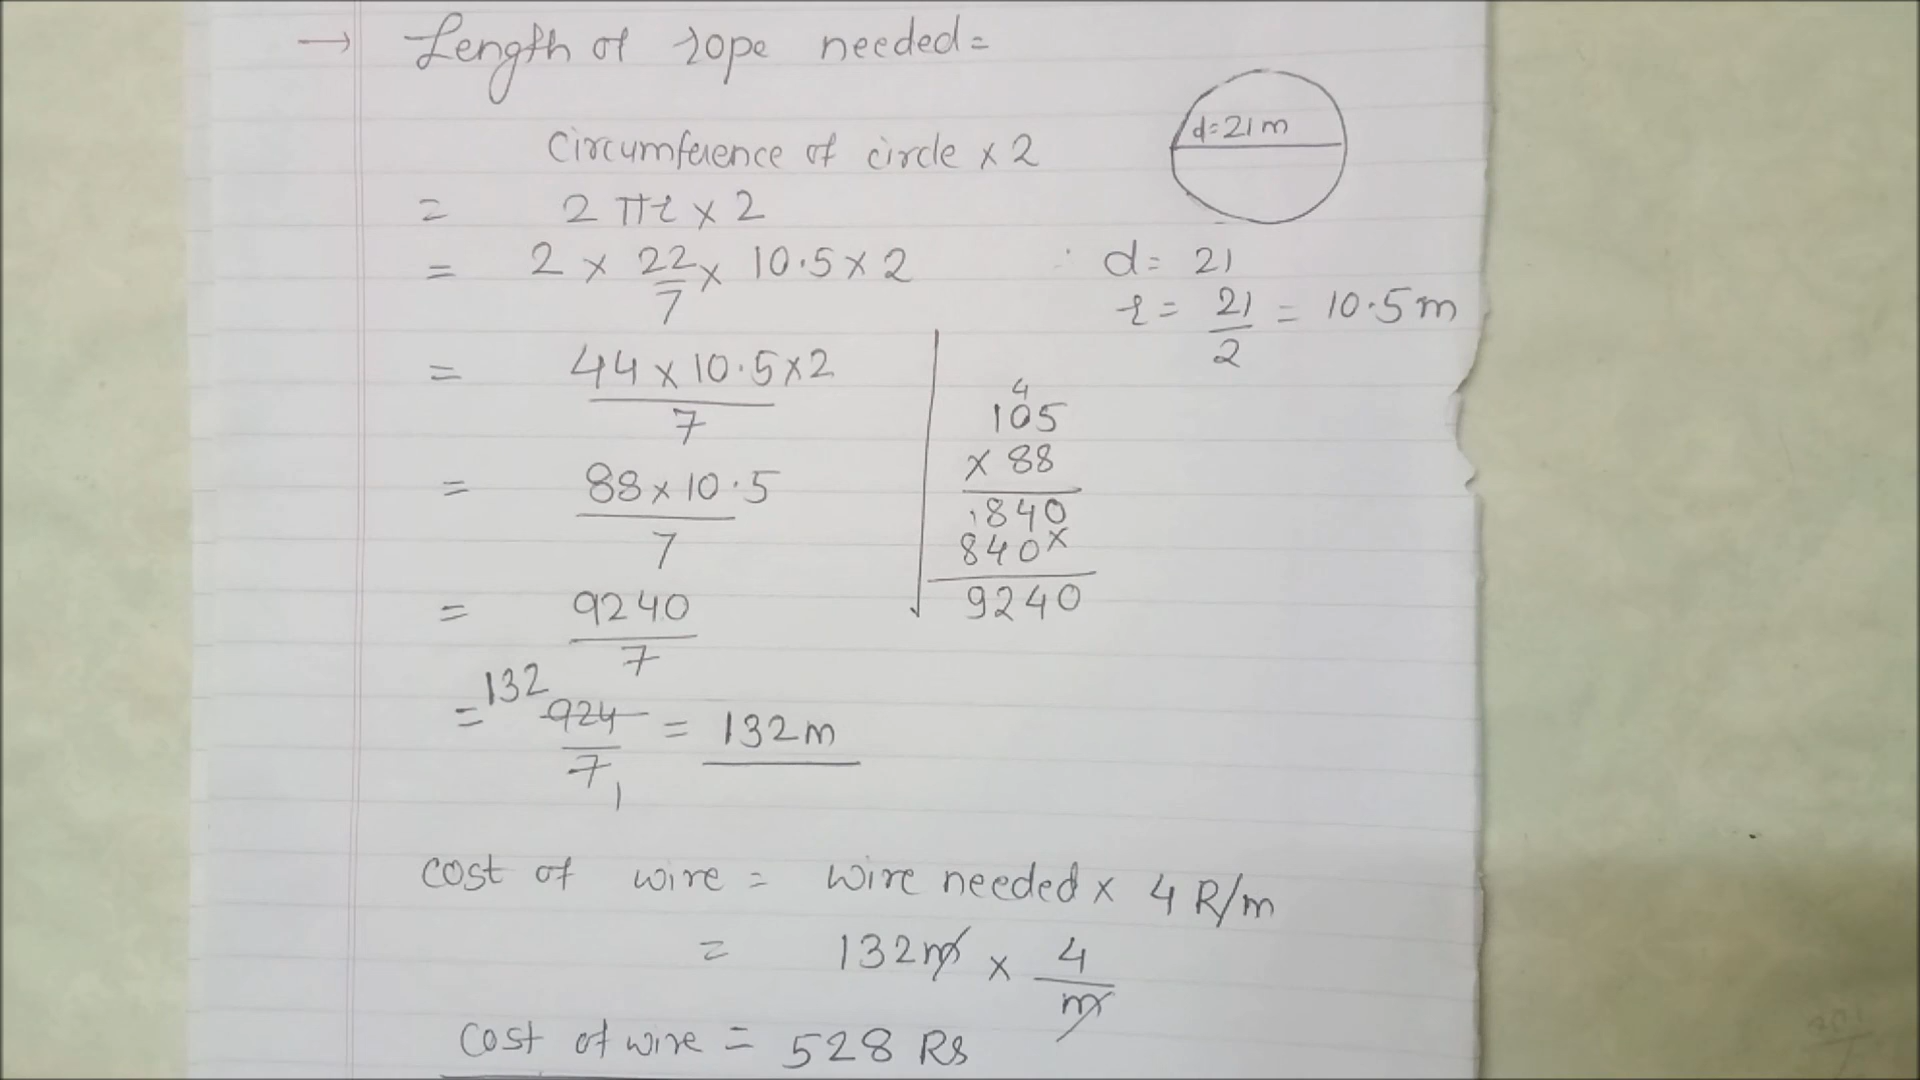 → Length of rope needed =
d=21m
Circumference of circle × 2
= 2πr × 2
= 2 × 22/7 × 10.5 × 2
d= 21
r = 21/2 = 10.5m
= 44 × 10.5 × 2 / 7
= 88 × 10.5 / 7
4
105
× 88
1840
840×
9240
= 9240 / 7
= 132 924 / 7 1 = 132m
cost of wire = wire needed × 4 R/m
= 132m × 4/m
cost of wire = 528 Rs